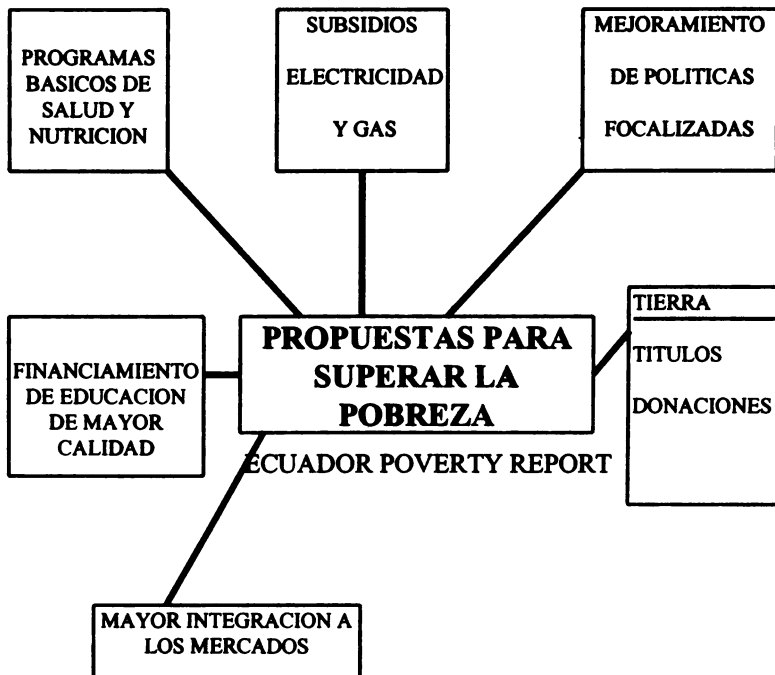 PROGRAMAS
BASICOS DE
SALUD Y
NUTRICION
SUBSIDIOS
ELECTRICIDAD
Y GAS
MEJORAMIENTO
DE POLITICAS
FOCALIZADAS
FINANCIAMIENTO
DE EDUCACION
DE MAYOR
CALIDAD
PROPUESTAS PARA
SUPERAR LA
POBREZA
ECUADOR POVERTY REPORT
TIERRA
TITULOS
DONACIONES
MAYOR INTEGRACION A
LOS MERCADOS